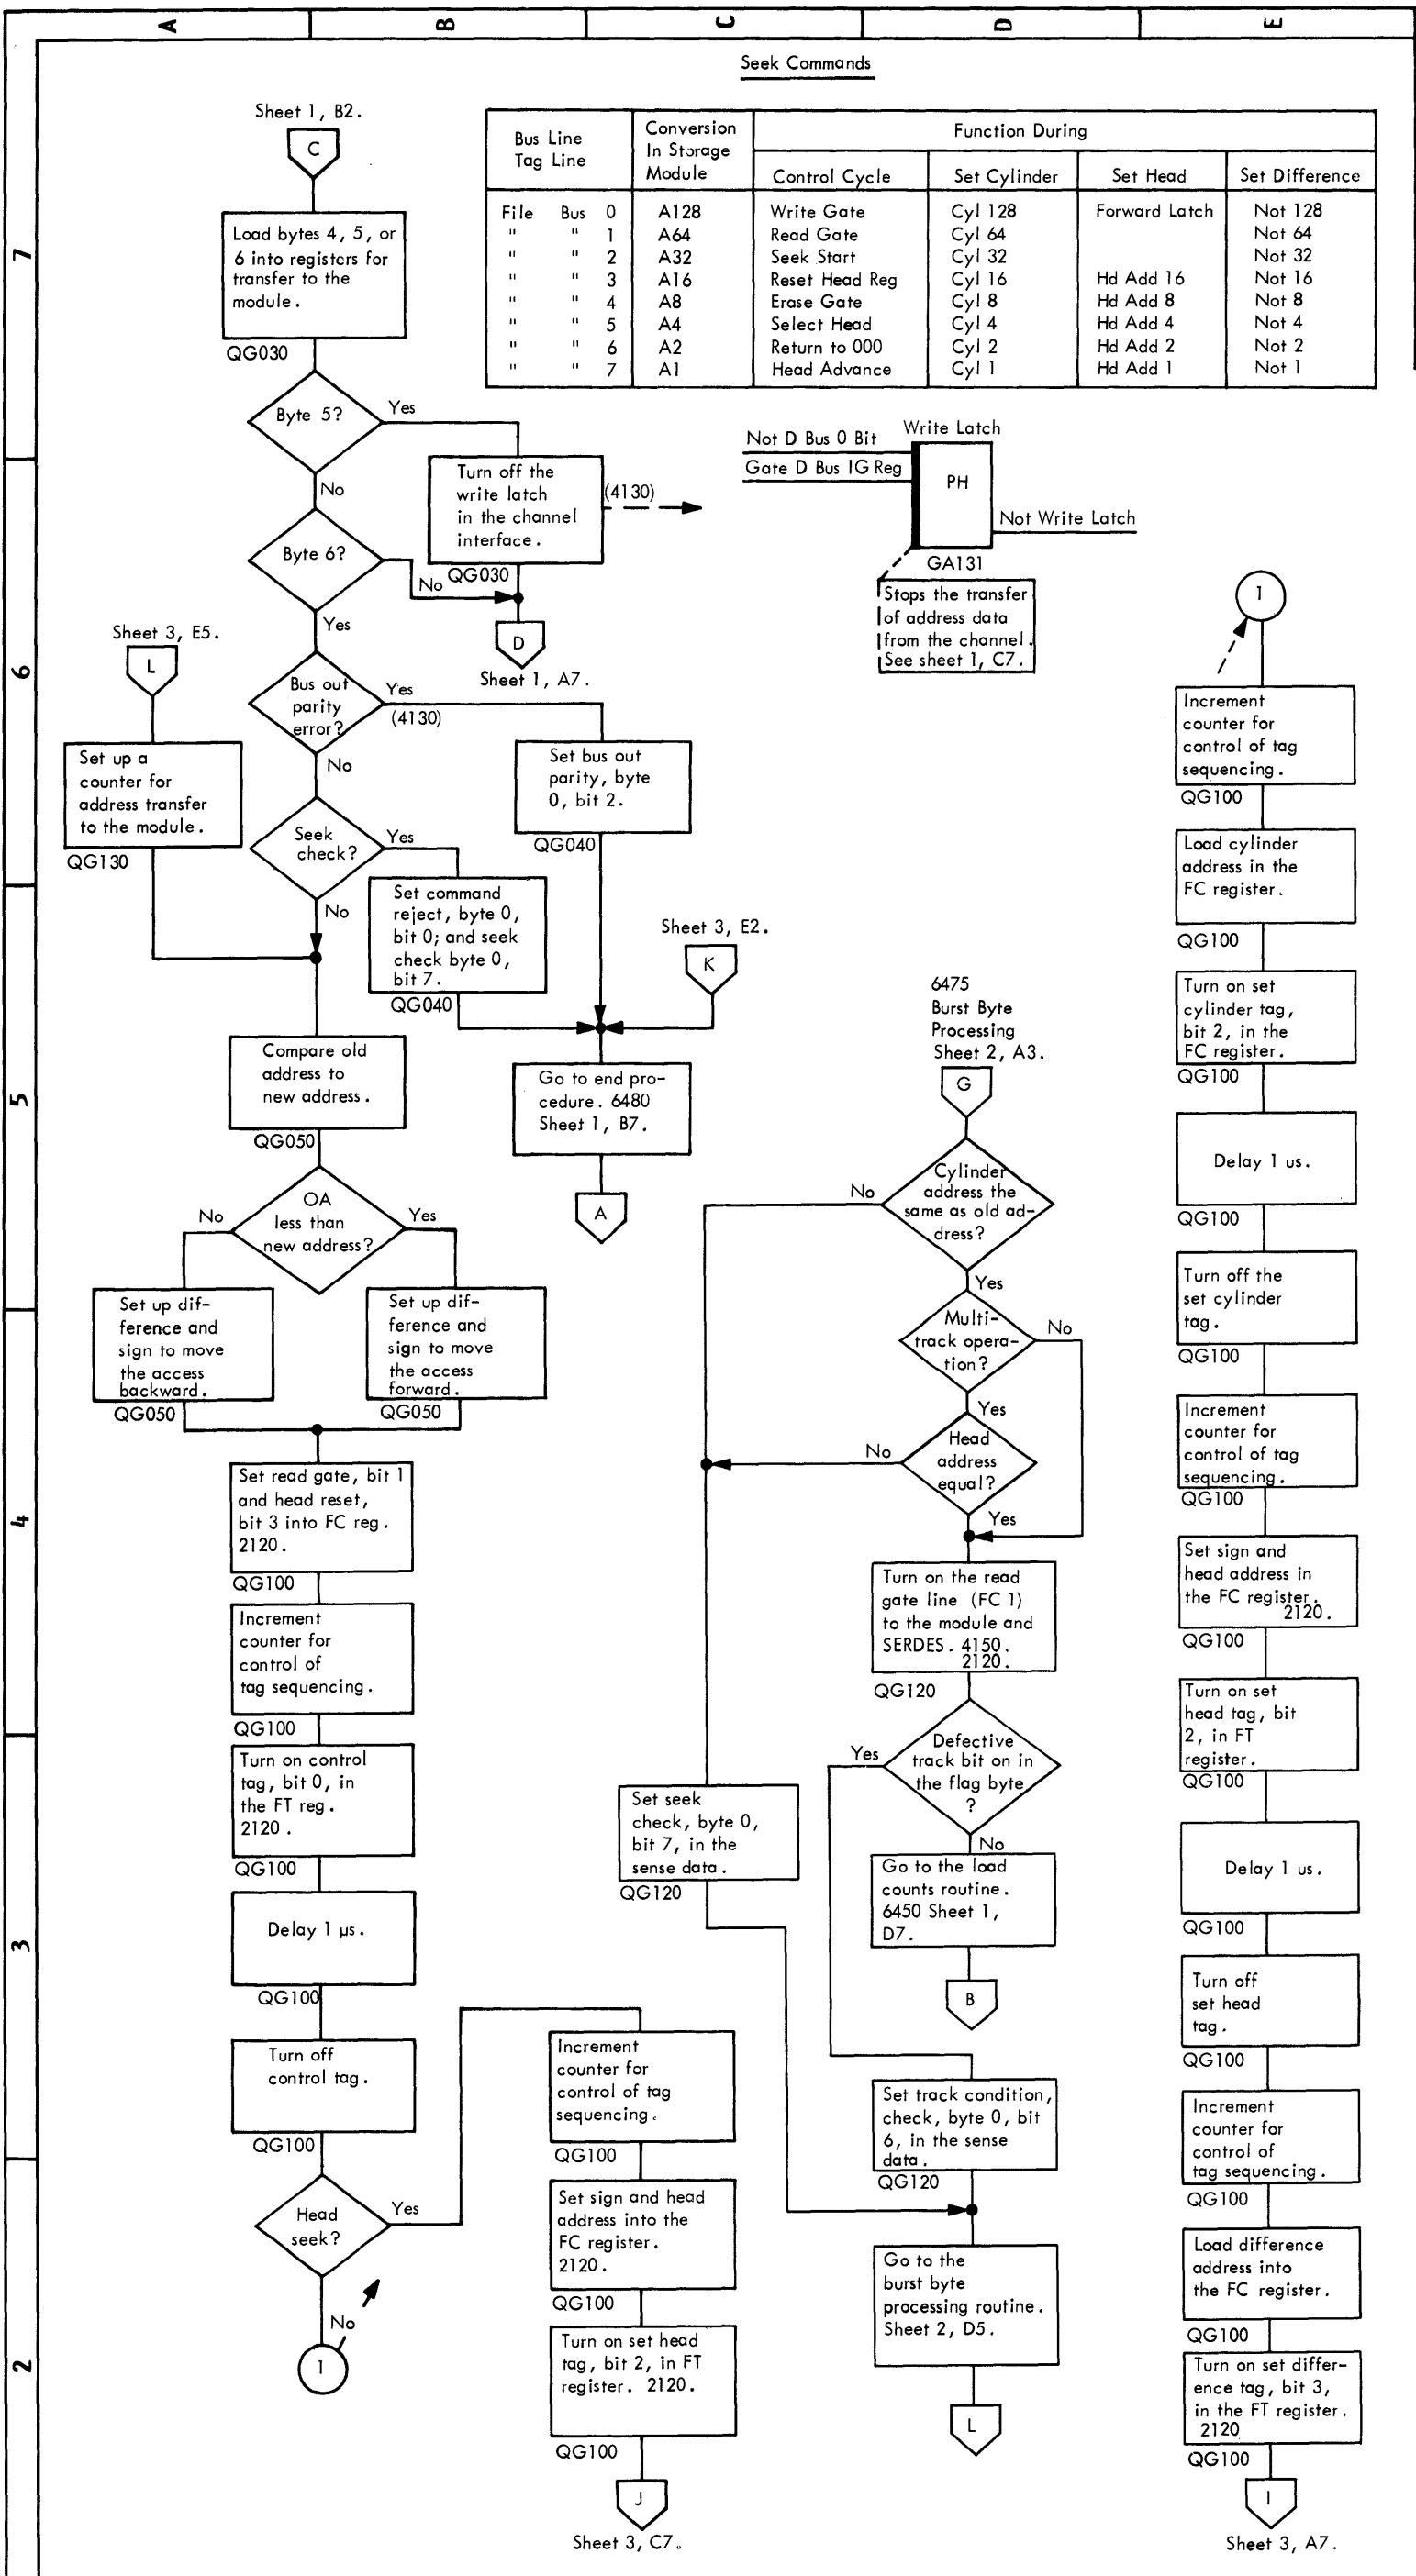 A
B
C
D
E
Seek Commands
7
6
5
4
3
2
Sheet 1, B2.
C
Load bytes 4, 5, or
6 into registers for
transfer to the
module.
QG030
Byte 5?
Yes
No
Turn off the
write latch
in the channel
interface.
(4130)
QG030
Byte 6?
No
Yes
D
Sheet 1, A7.
Sheet 3, E5.
L
Set up a
counter for
address transfer
to the module.
QG130
Bus out
parity
error?
Yes
(4130)
No
Set bus out
parity, byte
0, bit 2.
QG040
Seek
check?
Yes
No
Set command
reject, byte 0,
bit 0; and seek
check byte 0,
bit 7.
QG040
Sheet 3, E2.
K
Go to end pro-
cedure. 6480
Sheet 1, B7.
A
Compare old
address to
new address.
QG050
OA
less than
new address?
No
Yes
Set up dif-
ference and
sign to move
the access
backward.
QG050
Set up dif-
ference and
sign to move
the access
forward.
QG050
Set read gate, bit 1
and head reset,
bit 3 into FC reg.
2120.
QG100
Increment
counter for
control of
tag sequencing.
QG100
Turn on control
tag, bit 0, in
the FT reg.
2120.
QG100
Delay 1 µs.
QG100
Turn off
control tag.
QG100
Head
seek?
Yes
No
1
Increment
counter for
control of tag
sequencing.
QG100
Set sign and head
address into the
FC register.
2120.
QG100
Turn on set head
tag, bit 2, in FT
register. 2120.
QG100
J
Sheet 3, C7.
Bus Line
Tag Line
Conversion
In Storage
Module
Function During
Control Cycle Set Cylinder Set Head Set Difference
File Bus 0 A128 Write Gate Cyl 128 Forward Latch Not 128
" " 1 A64 Read Gate Cyl 64 Not 64
" " 2 A32 Seek Start Cyl 32 Not 32
" " 3 A16 Reset Head Reg Cyl 16 Hd Add 16 Not 16
" " 4 A8 Erase Gate Cyl 8 Hd Add 8 Not 8
" " 5 A4 Select Head Cyl 4 Hd Add 4 Not 4
" " 6 A2 Return to 000 Cyl 2 Hd Add 2 Not 2
" " 7 A1 Head Advance Cyl 1 Hd Add 1 Not 1
Write Latch
Not D Bus 0 Bit
Gate D Bus IG Reg
PH
Not Write Latch
GA131
Stops the transfer
of address data
from the channel.
See sheet 1, C7.
6475
Burst Byte
Processing
Sheet 2, A3.
G
Cylinder
address the
same as old ad-
dress?
No
Yes
Multi-
track opera-
tion?
No
Yes
Head
address
equal?
No
Yes
Turn on the read
gate line (FC 1)
to the module and
SERDES. 4150.
2120.
QG120
Defective
track bit on in
the flag byte
?
Yes
No
Set seek
check, byte 0,
bit 7, in the
sense data.
QG120
Go to the load
counts routine.
6450 Sheet 1,
D7.
B
Set track condition,
check, byte 0, bit
6, in the sense
data.
QG120
Go to the
burst byte
processing routine.
Sheet 2, D5.
L
1
Increment
counter for
control of tag
sequencing.
QG100
Load cylinder
address in the
FC register.
QG100
Turn on set
cylinder tag,
bit 2, in the
FC register.
QG100
Delay 1 us.
QG100
Turn off the
set cylinder
tag.
QG100
Increment
counter for
control of tag
sequencing.
QG100
Set sign and
head address in
the FC register.
2120.
QG100
Turn on set
head tag, bit
2, in FT
register.
QG100
Delay 1 us.
QG100
Turn off
set head
tag.
QG100
Increment
counter for
control of
tag sequencing.
QG100
Load difference
address into
the FC register.
QG100
Turn on set differ-
ence tag, bit 3,
in the FT register.
2120
QG100
I
Sheet 3, A7.